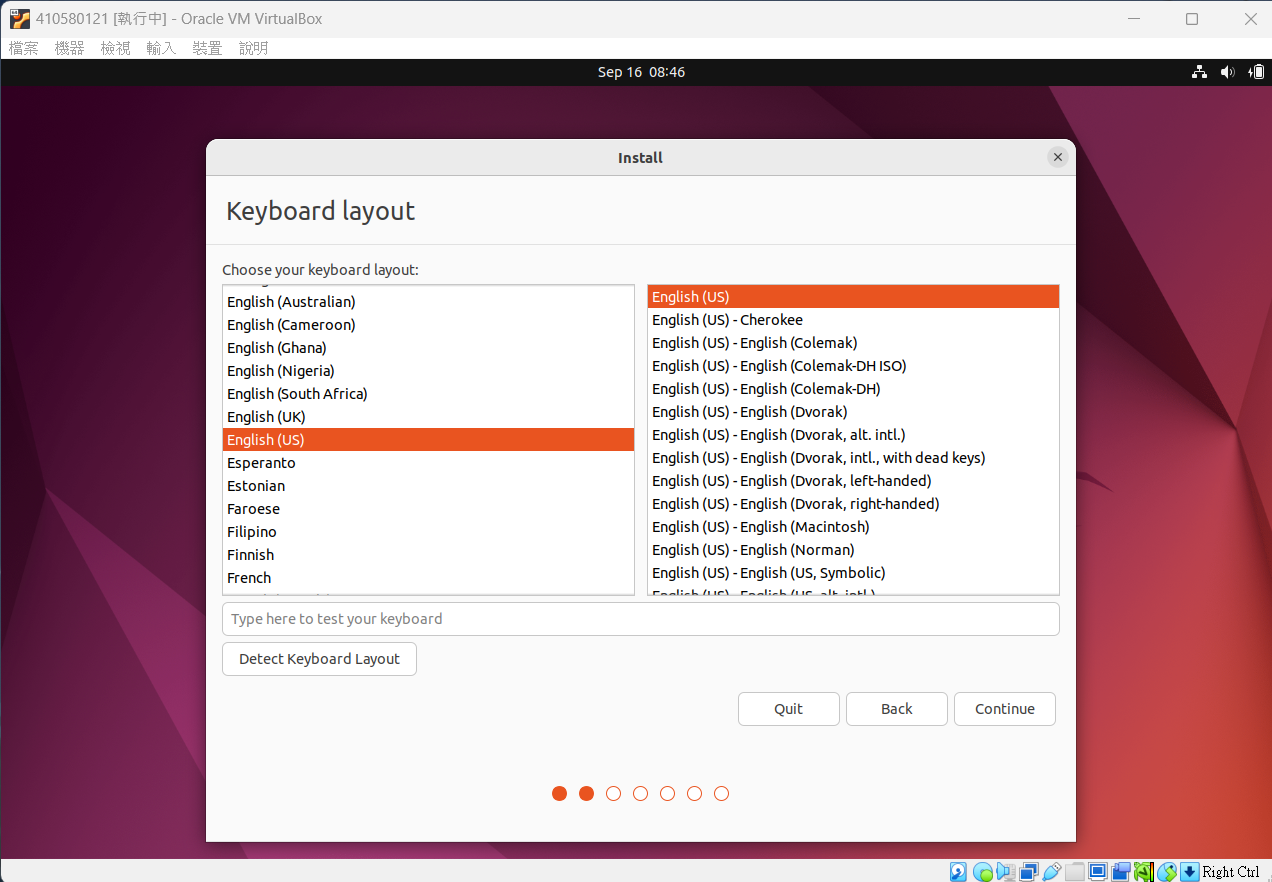 410580121 [執行中] - Oracle VM VirtualBox
檔案 機器 檢視 輸入 裝置 說明
Sep 16 08:46
Install
Keyboard layout
Choose your keyboard layout:
English (Australian)
English (Cameroon)
English (Ghana)
English (Nigeria)
English (South Africa)
English (UK)
English (US)
Esperanto
Estonian
Faroese
Filipino
Finnish
French
English (US)
English (US) - Cherokee
English (US) - English (Colemak)
English (US) - English (Colemak-DH ISO)
English (US) - English (Colemak-DH)
English (US) - English (Dvorak)
English (US) - English (Dvorak, alt. intl.)
English (US) - English (Dvorak, intl., with dead keys)
English (US) - English (Dvorak, left-handed)
English (US) - English (Dvorak, right-handed)
English (US) - English (Macintosh)
English (US) - English (Norman)
English (US) - English (US, Symbolic)
English (US) - English (US, alt. intl.)
Type here to test your keyboard
Detect Keyboard Layout
Quit Back Continue
Right Ctrl